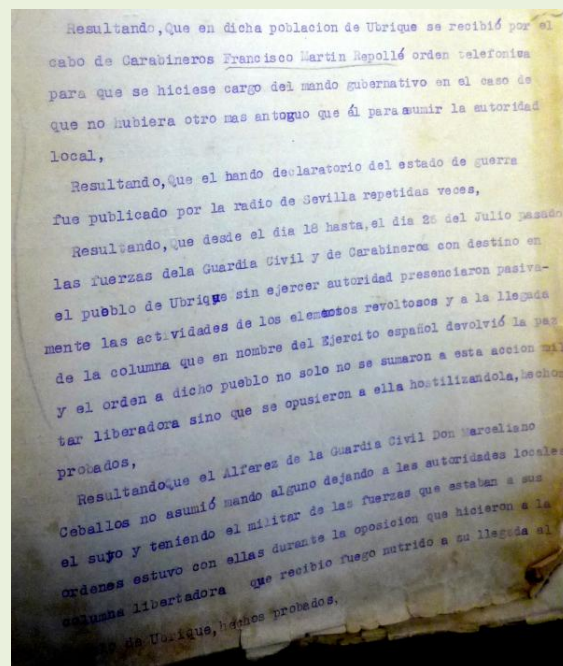 Resultando,Que en dicha poblacion de Ubrique se recibió por el
cabo de Carabineros Francisco Martin Repollé orden telefonica
para que se hiciese cargo del mando gubernativo en el caso de
que no hubiera otro mas antoguo que él para asumir la autoridad
local,
Resultando,Que el bando declaratorio del estado de guerra
fue publicado por la radio de Sevilla repetidas veces,
Resultando,Que desde el dia 18 hasta,el dia 26 del Julio pasado
las fuerzas dela Guardia Civil y de Carabineros con destino en
el pueblo de Ubrique sin ejercer autoridad presenciaron pasiva-
mente las actividades de los elementos revoltosos y a la llegada
de la columna que en nombre del Ejercito español devolvió la paz
y el orden a dicho pueblo no solo no se sumaron a esta accion mil
tar liberadora sino que se opusieron a ella hostilizandola,hechos
probados,
ResultandoQue el Alferez de la Guardia Civil Don Marceliano
Ceballos no asumió mando alguno dejando a las autoridades locales
el suyo y teniendo el militar de las fuerzas que estaban a sus
ordenes estuvo con ellas durante la oposicion que hicieron a la
columna libertadora que recibio fuego nutrido a su llegada al
de Ubrique,hechos probados,